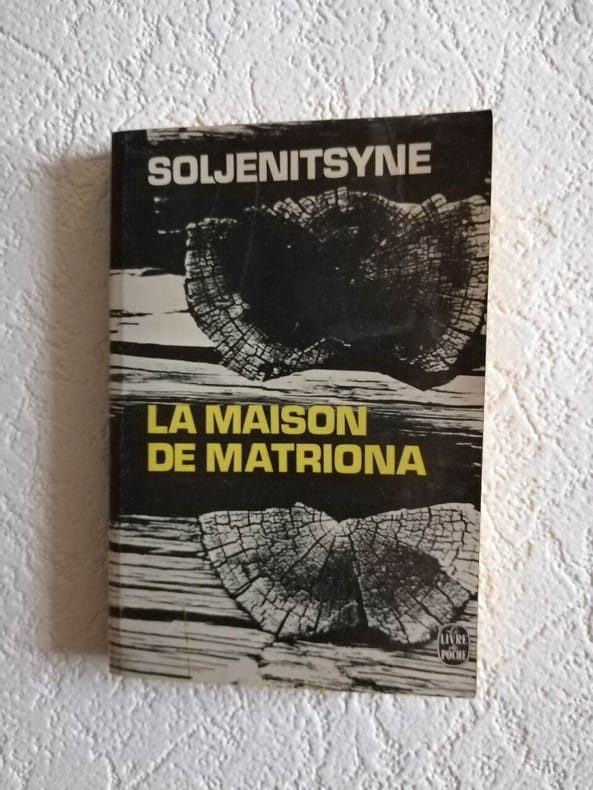 SOLJENITSYNE
LA MAISON
DE MATRIONA
LE LIVRE
DE
POCHE